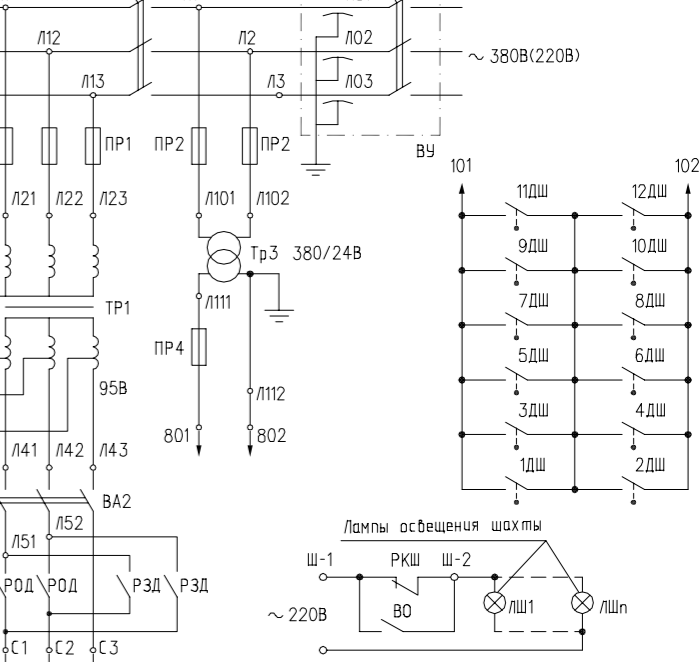 Л12 Л2 Л02
~ 380В(220В)
Л13 Л3 Л03
ПР1 ПР2 ПР2
ВУ
101 102
Л21 Л22 Л23 Л101 Л102
11ДШ 12ДШ
9ДШ 10ДШ
Тр3 380/24В
7ДШ 8ДШ
ТР1 Л111
ПР4
5ДШ 6ДШ
95В Л112
3ДШ 4ДШ
801 802
Л41 Л42 Л43
1ДШ 2ДШ
ВА2
Л52
Лампы освещения шахты
Л51
Ш-1 РКШ Ш-2
РОД РОД РЗД РЗД
ВО ЛШ1 ЛШп
~ 220В
С1 С2 С3